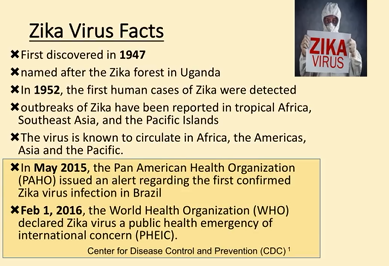 Zika Virus Facts
ZIKA
VIRUS
✖First discovered in 1947
✖named after the Zika forest in Uganda
✖In 1952, the first human cases of Zika were detected
✖outbreaks of Zika have been reported in tropical Africa,
Southeast Asia, and the Pacific Islands
✖The virus is known to circulate in Africa, the Americas,
Asia and the Pacific.
✖In May 2015, the Pan American Health Organization
(PAHO) issued an alert regarding the first confirmed
Zika virus infection in Brazil
✖Feb 1, 2016, the World Health Organization (WHO)
declared Zika virus a public health emergency of
international concern (PHEIC).
Center for Disease Control and Prevention (CDC) 1